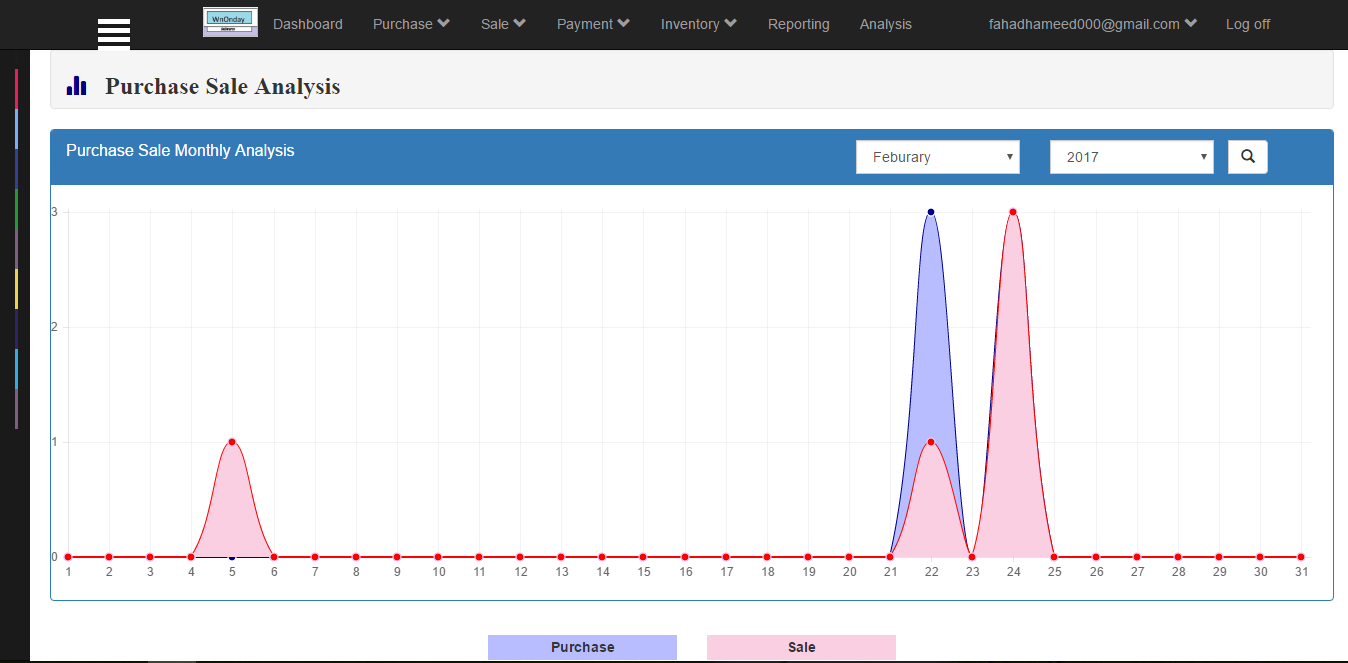 WnOnday Dashboard Purchase Sale Payment Inventory Reporting Analysis fahadhameed000@gmail.com Log off
Purchase Sale Analysis
Purchase Sale Monthly Analysis Feburary 2017
3
2
1
0
1 2 3 4 5 6 7 8 9 10 11 12 13 14 15 16 17 18 19 20 21 22 23 24 25 26 27 28 29 30 31
Purchase Sale